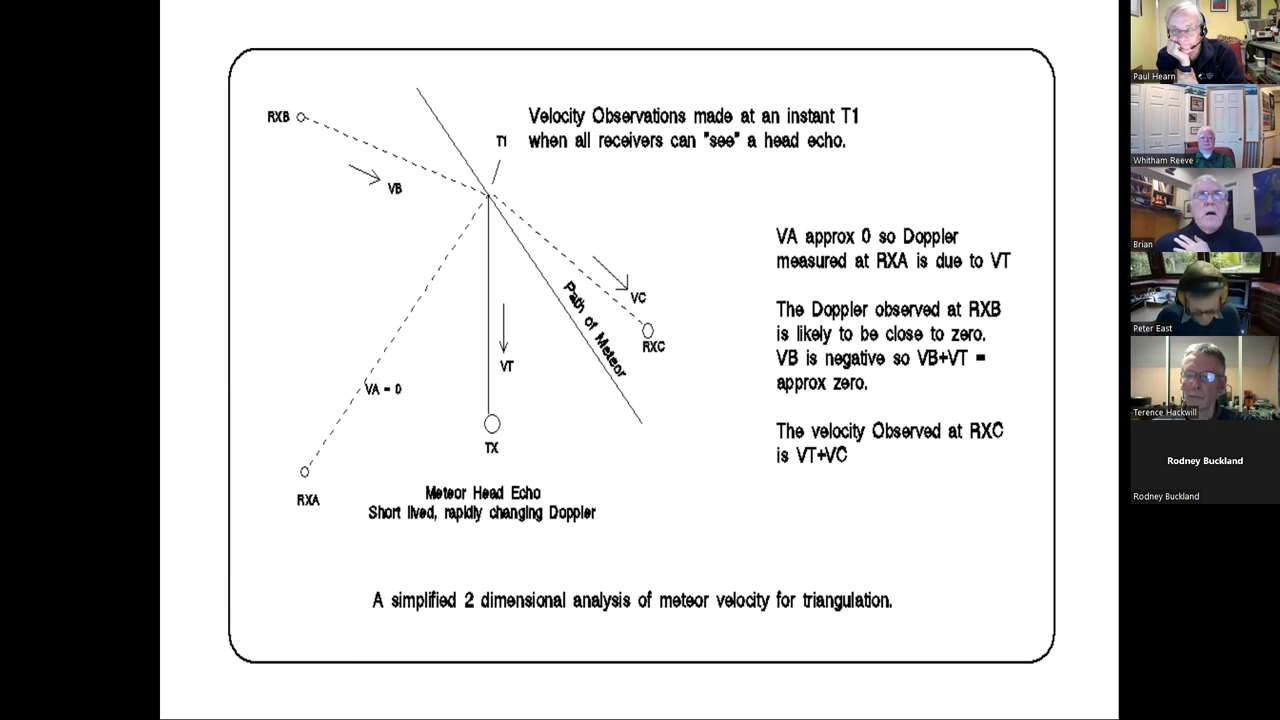 RXB
T1
Velocity Observations made at an instant T1
when all receivers can "see" a head echo.
VB
VA approx 0 so Doppler
measured at RXA is due to VT
VC
Path of Meteor
RXC
The Doppler observed at RXB
is likely to be close to zero.
VB is negative so VB+VT =
approx zero.
VT
VA = 0
The velocity Observed at RXC
is VT+VC
TX
RXA
Meteor Head Echo
Short lived, rapidly changing Doppler
A simplified 2 dimensional analysis of meteor velocity for triangulation.
Paul Hearn
Whitham Reeve
Brian
Peter East
Terence Hackwill
Rodney Buckland
Rodney Buckland